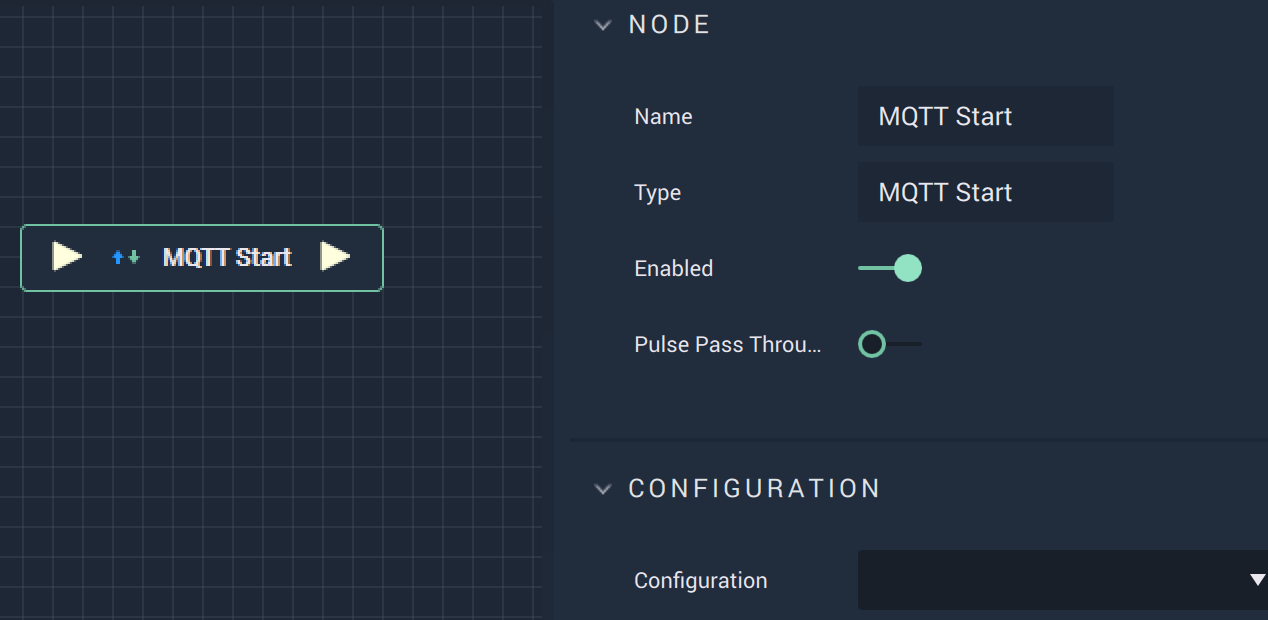 MQTT Start
NODE
Name
MQTT Start
Type
MQTT Start
Enabled
Pulse Pass Throu...
CONFIGURATION
Configuration